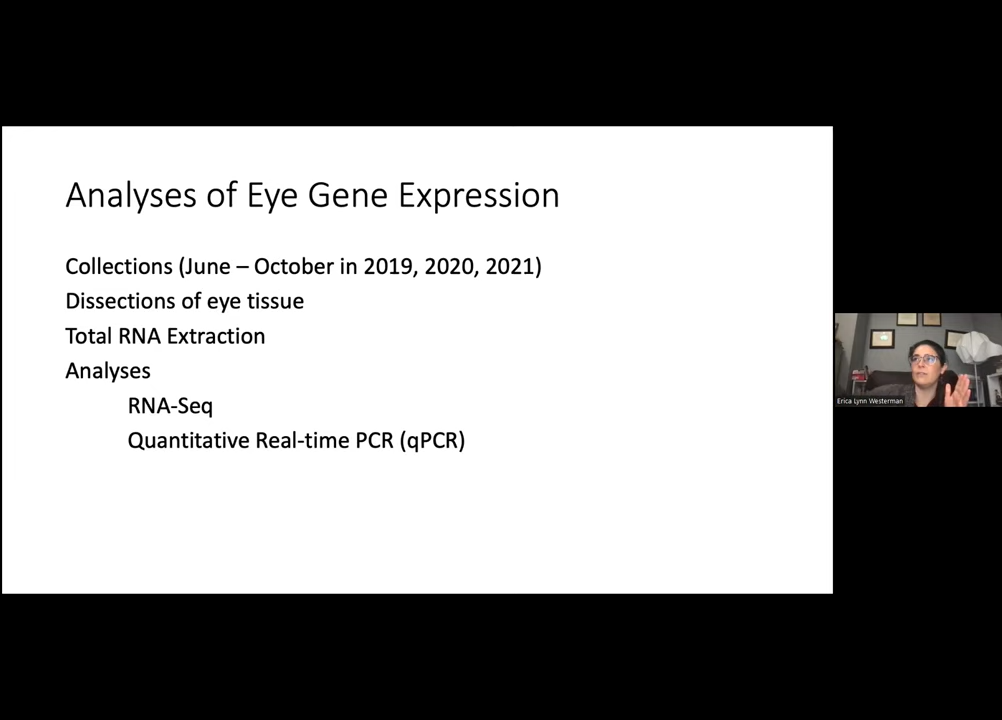 Analyses of Eye Gene Expression
Collections (June – October in 2019, 2020, 2021)
Dissections of eye tissue
Total RNA Extraction
Analyses
RNA-Seq
Quantitative Real-time PCR (qPCR)
Erica Lynn Westerman